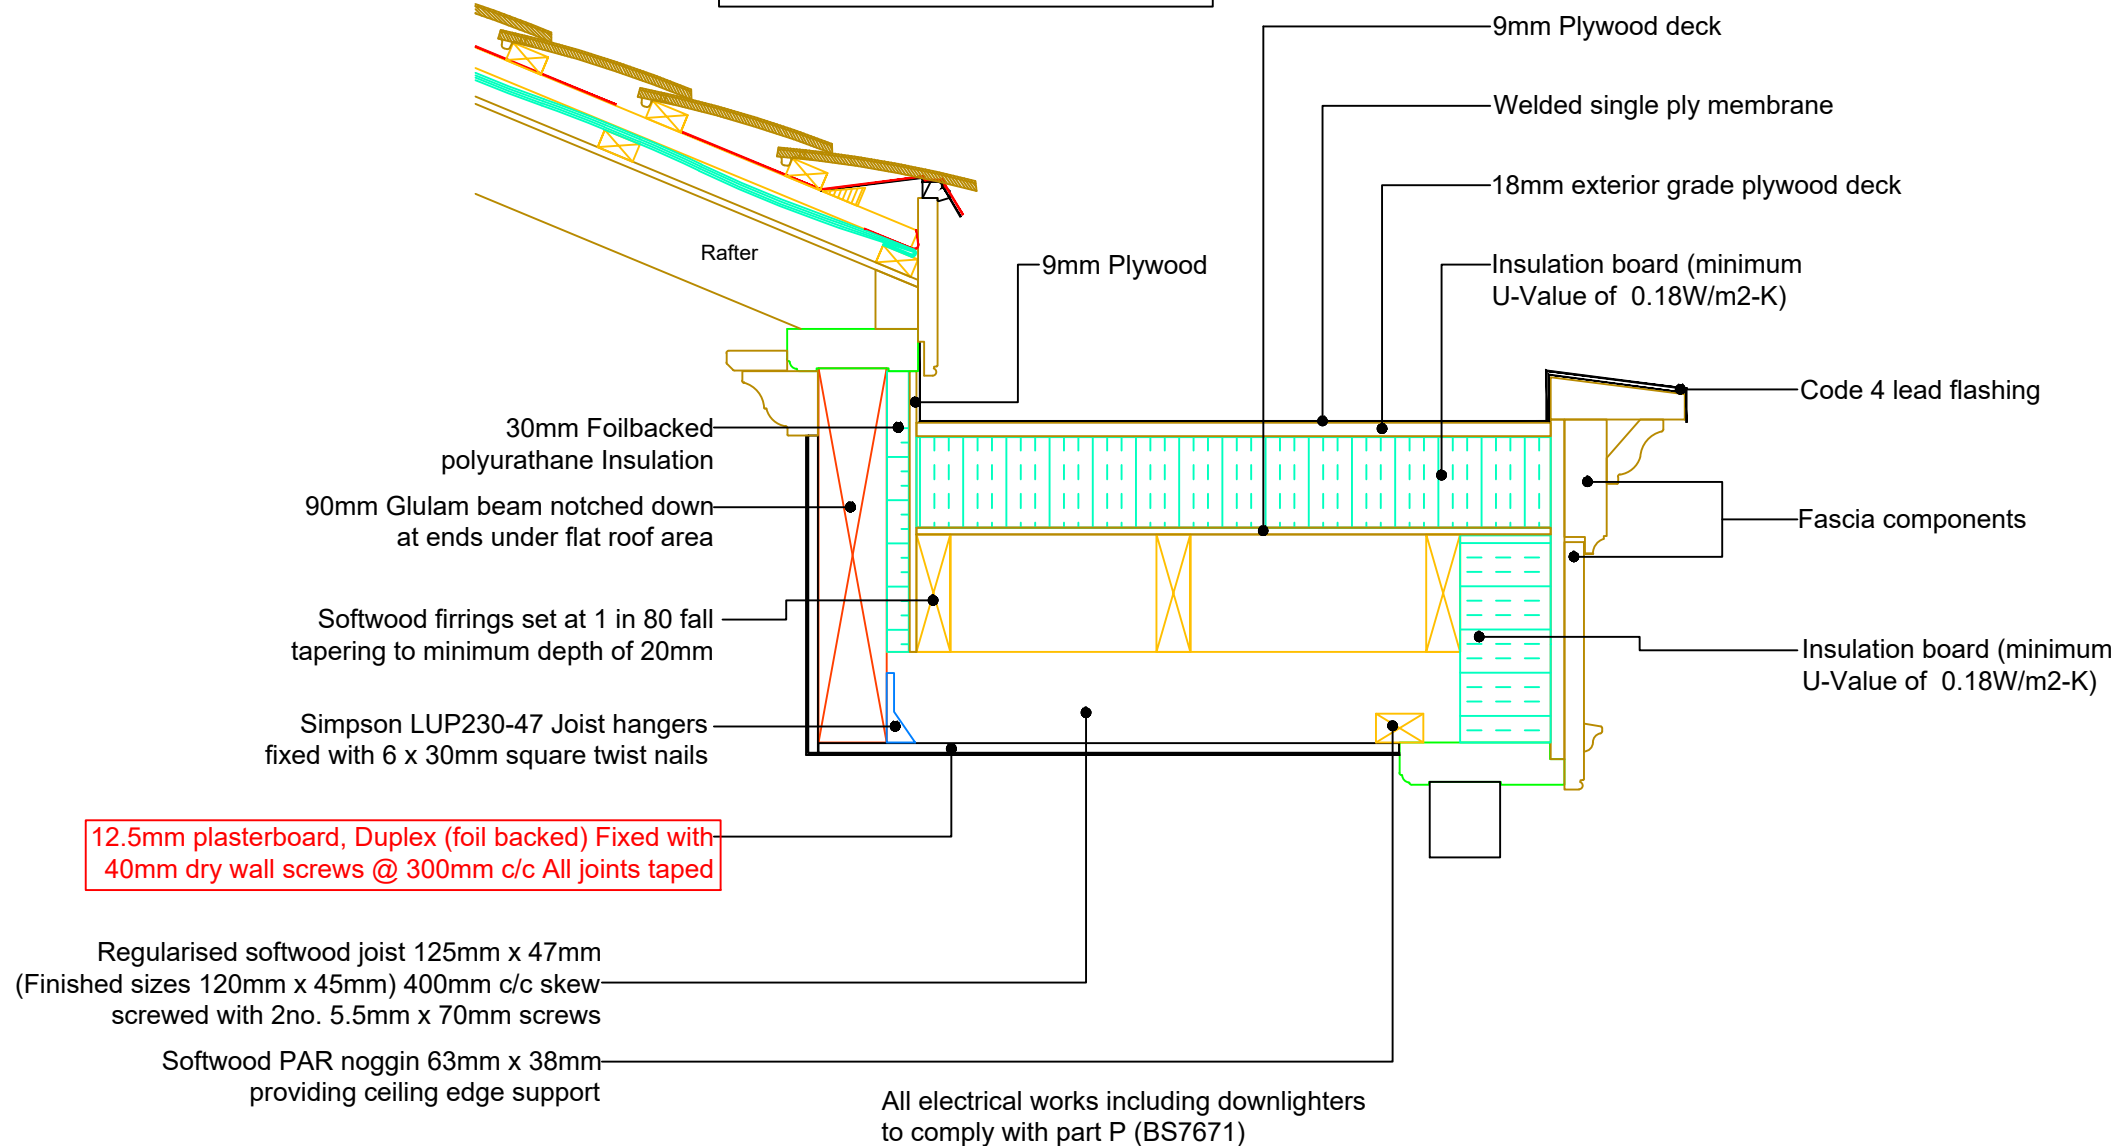 9mm Plywood deck
Welded single ply membrane
18mm exterior grade plywood deck
Rafter
9mm Plywood
Insulation board (minimum
U-Value of  0.18W/m2-K)
Code 4 lead flashing
30mm Foilbacked
polyurathane Insulation
90mm Glulam beam notched down
at ends under flat roof area
Fascia components
Softwood firrings set at 1 in 80 fall
tapering to minimum depth of 20mm
Insulation board (minimum
U-Value of  0.18W/m2-K)
Simpson LUP230-47 Joist hangers
fixed with 6 x 30mm square twist nails
12.5mm plasterboard, Duplex (foil backed) Fixed with
40mm dry wall screws @ 300mm c/c All joints taped
Regularised softwood joist 125mm x 47mm
(Finished sizes 120mm x 45mm) 400mm c/c skew
screwed with 2no. 5.5mm x 70mm screws
Softwood PAR noggin 63mm x 38mm
providing ceiling edge support
All electrical works including downlighters
to comply with part P (BS7671)